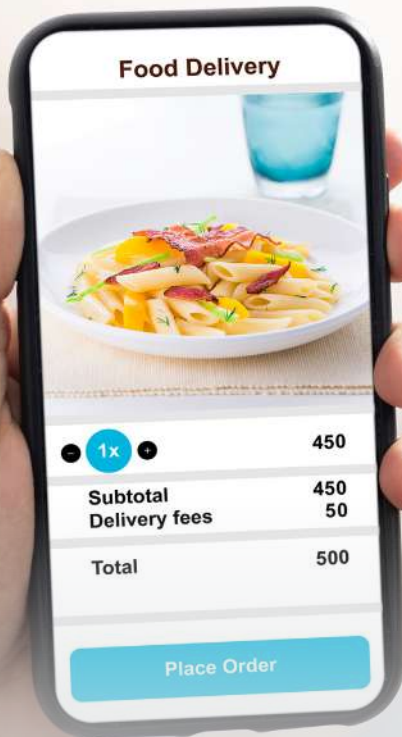 Food Delivery
- 1x + 450
Subtotal 450
Delivery fees 50
Total 500
Place Order